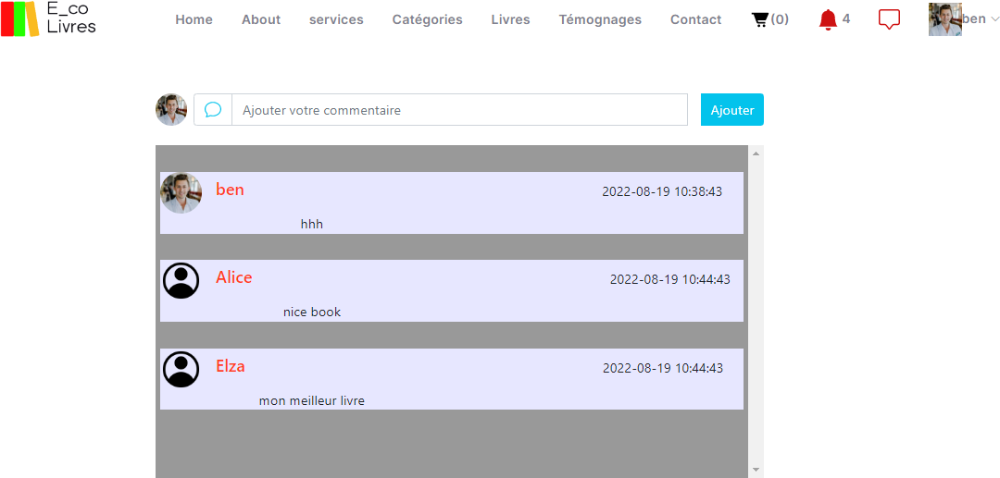 E_co
Livres
Home About services Catégories Livres Témognages Contact (0) 4 ben
Ajouter votre commentaire Ajouter
ben 2022-08-19 10:38:43
hhh
Alice 2022-08-19 10:44:43
nice book
Elza 2022-08-19 10:44:43
mon meilleur livre